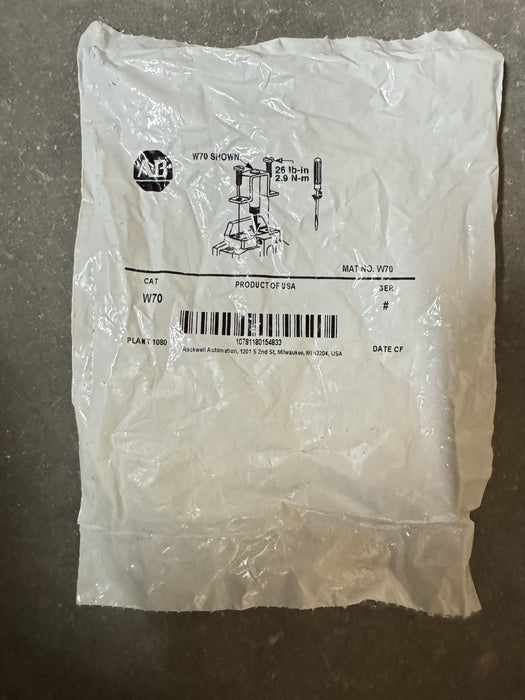 AB
W70 SHOWN
26 lb-in
2.9 N-m
MAT NO. W70
CAT
PRODUCT OF USA
SER
W70
#
PLANT 1080
10781180154833
DATE CF
Rockwell Automation, 1201 S 2nd St, Milwaukee, WI 53204, USA